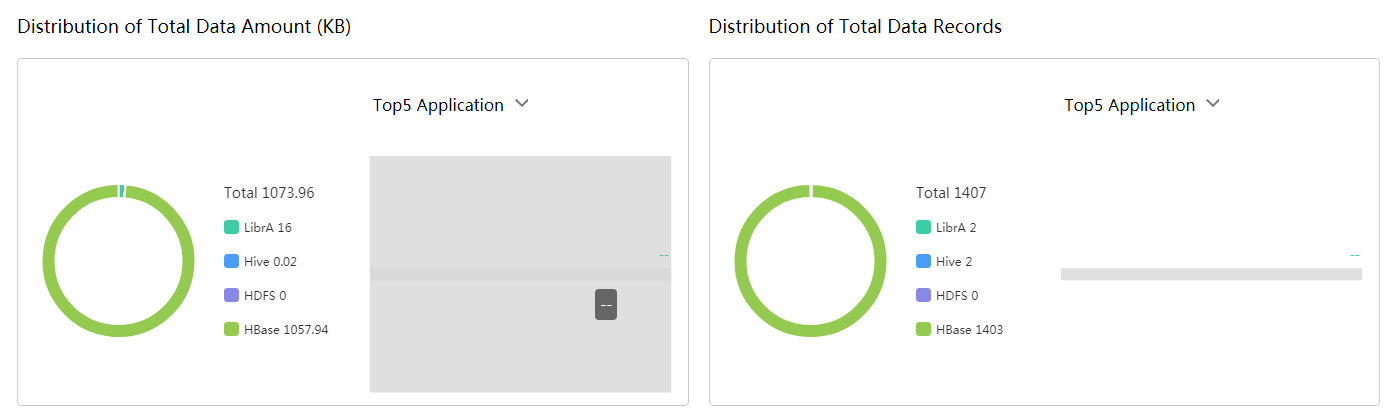 Distribution of Total Data Amount (KB)
Top5 Application
Total 1073.96
LibrA 16
Hive 0.02
HDFS 0
HBase 1057.94
--
--
Distribution of Total Data Records
Top5 Application
Total 1407
LibrA 2
Hive 2
HDFS 0
HBase 1403
--